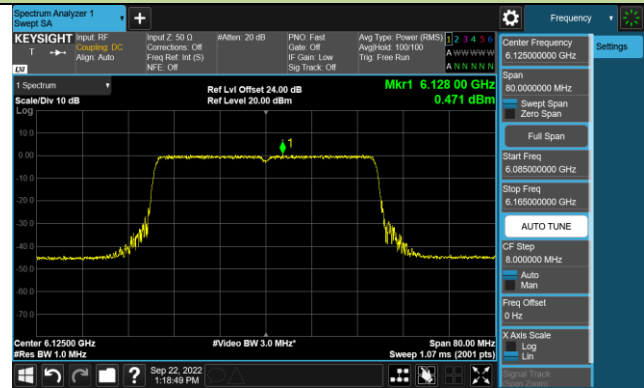 Spectrum Analyzer 1
Swept SA
Frequency
KEYSIGHT
Input: RF
Coupling: DC
Align: Auto
Input Z: 50 Ω
Corrections: Off
Freq Ref: Int (S)
NFE: Off
#Atten: 20 dB
PNO: Fast
Gate: Off
IF Gain: Low
Sig Track: Off
Avg Type: Power (RMS)
Avg|Hold: 100/100
Trig: Free Run
1 2 3 4 5 6
A W W W W W
A N N N N N
LXI
T
1 Spectrum
Scale/Div 10 dB
Log
Ref Lvl Offset 24.00 dB
Ref Level 20.00 dBm
Mkr1 6.128 00 GHz
0.471 dBm
1
10.0
0.00
-10.0
-20.0
-30.0
-40.0
-50.0
-60.0
-70.0
Center 6.12500 GHz
#Res BW 1.0 MHz
#Video BW 3.0 MHz*
Span 80.00 MHz
Sweep 1.07 ms (2001 pts)
Sep 22, 2022
1:18:49 PM
Center Frequency
6.125000000 GHz
Settings
Span
80.0000000 MHz
Swept Span
Zero Span
Full Span
Start Freq
6.085000000 GHz
Stop Freq
6.165000000 GHz
AUTO TUNE
CF Step
8.000000 MHz
Auto
Man
Freq Offset
0 Hz
X Axis Scale
Log
Lin
Signal Track
(Span Zoom)